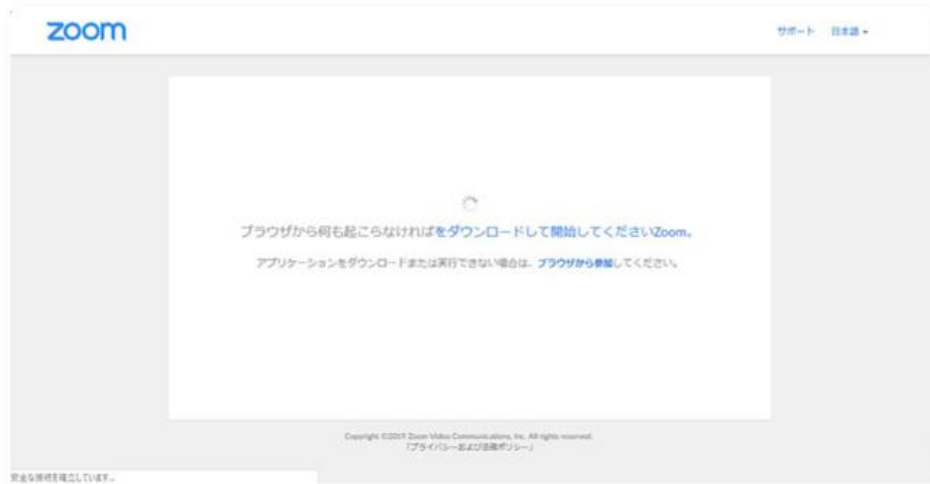 zoom
サポート 日本語
ブラウザから何も起こらなければをダウンロードして開始してくださいZoom。
アプリケーションをダウンロードまたは実行できない場合は、ブラウザから参加してください。
Copyright ©2019 Zoom Video Communications, Inc. All rights reserved.
「プライバシーおよび法務ポリシー」
安全な接続を確立しています...